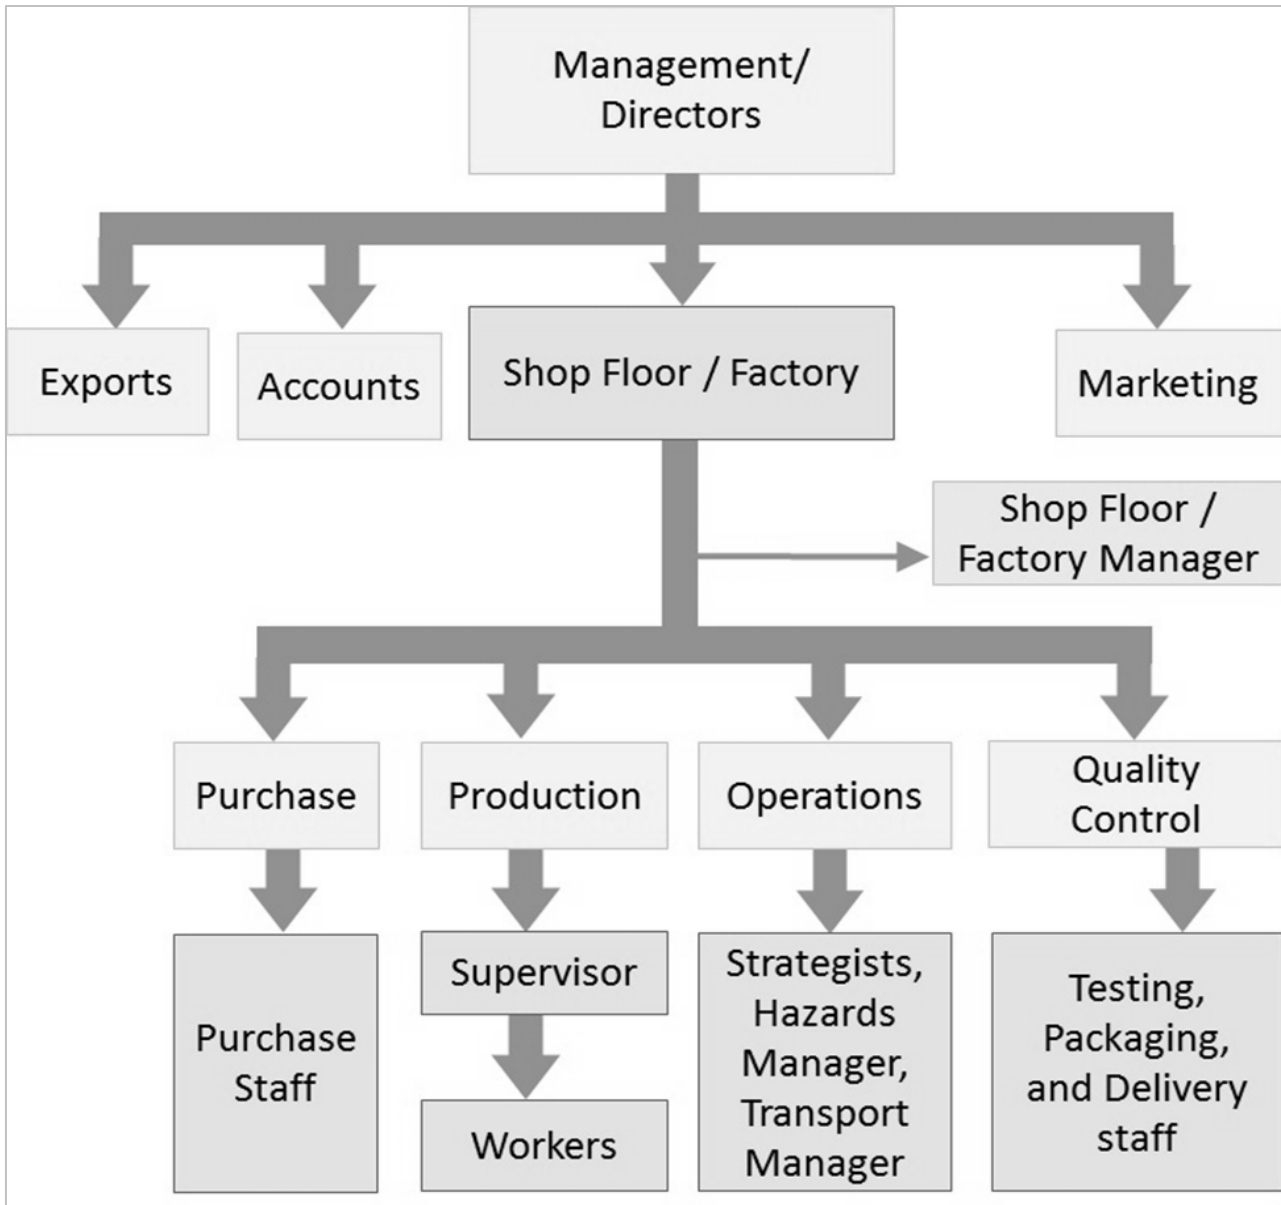 Management/
Directors
Exports
Accounts
Shop Floor / Factory
Marketing
Shop Floor /
Factory Manager
Purchase
Production
Operations
Quality
Control
Purchase
Staff
Supervisor
Workers
Strategists,
Hazards
Manager,
Transport
Manager
Testing,
Packaging,
and Delivery
staff